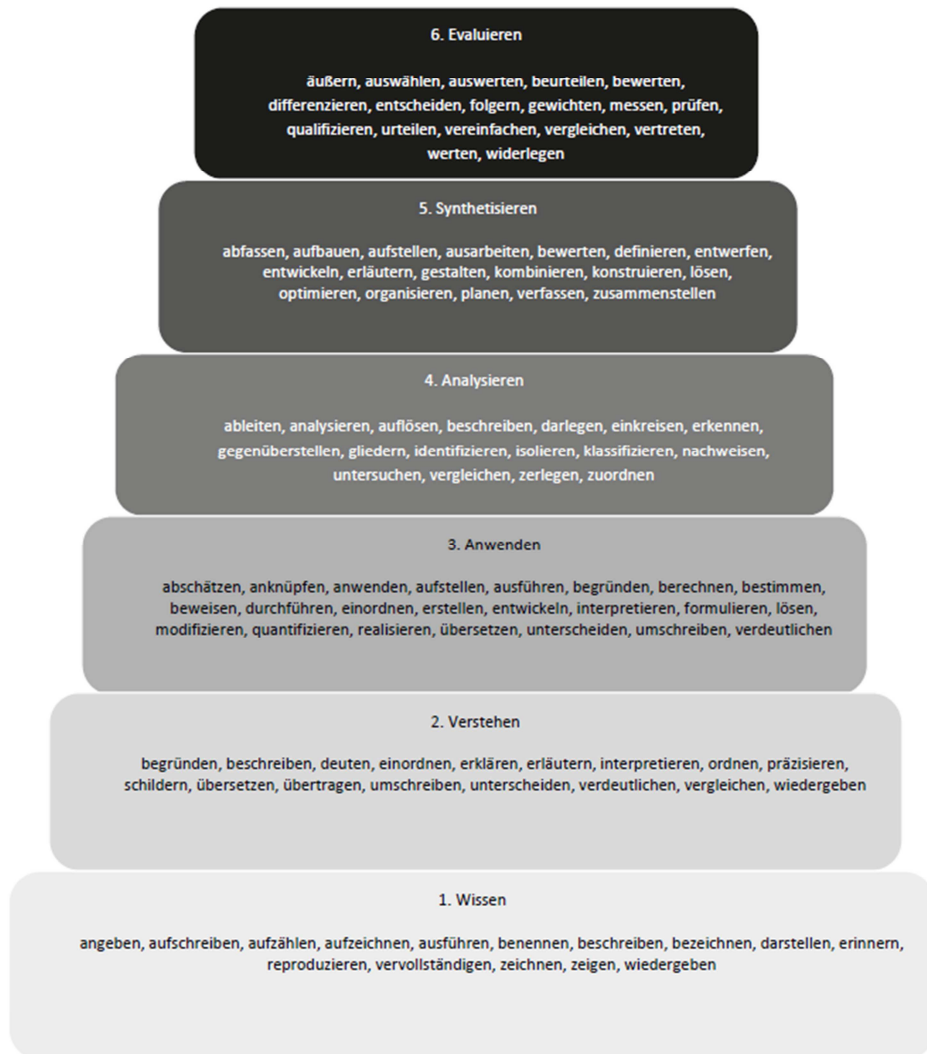 6. Evaluieren
äußern, auswählen, auswerten, beurteilen, bewerten,
differenzieren, entscheiden, folgern, gewichten, messen, prüfen,
qualifizieren, urteilen, vereinfachen, vergleichen, vertreten,
werten, widerlegen
5. Synthetisieren
abfassen, aufbauen, aufstellen, ausarbeiten, bewerten, definieren, entwerfen,
entwickeln, erläutern, gestalten, kombinieren, konstruieren, lösen,
optimieren, organisieren, planen, verfassen, zusammenstellen
4. Analysieren
ableiten, analysieren, auflösen, beschreiben, darlegen, einkreisen, erkennen,
gegenüberstellen, gliedern, identifizieren, isolieren, klassifizieren, nachweisen,
untersuchen, vergleichen, zerlegen, zuordnen
3. Anwenden
abschätzen, anknüpfen, anwenden, aufstellen, ausführen, begründen, berechnen, bestimmen,
beweisen, durchführen, einordnen, erstellen, entwickeln, interpretieren, formulieren, lösen,
modifizieren, quantifizieren, realisieren, übersetzen, unterscheiden, umschreiben, verdeutlichen
2. Verstehen
begründen, beschreiben, deuten, einordnen, erklären, erläutern, interpretieren, ordnen, präzisieren,
schildern, übersetzen, übertragen, umschreiben, unterscheiden, verdeutlichen, vergleichen, wiedergeben
1. Wissen
angeben, aufschreiben, aufzählen, aufzeichnen, ausführen, benennen, beschreiben, bezeichnen, darstellen, erinnern,
reproduzieren, vervollständigen, zeichnen, zeigen, wiedergeben